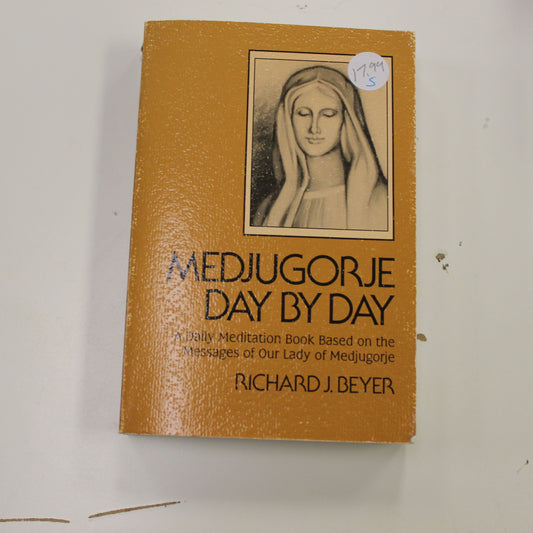 17.99
S
MEDJUGORJE
DAY BY DAY
A Daily Meditation Book Based on the
Messages of Our Lady of Medjugorje
RICHARD J. BEYER